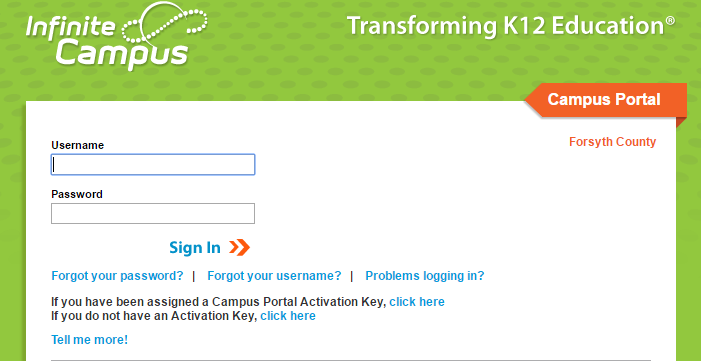 Infinite
Campus
Transforming K12 Education®
Campus Portal
Forsyth County
Username
Password
Sign In
Forgot your password? | Forgot your username? | Problems logging in?
If you have been assigned a Campus Portal Activation Key, click here
If you do not have an Activation Key, click here
Tell me more!